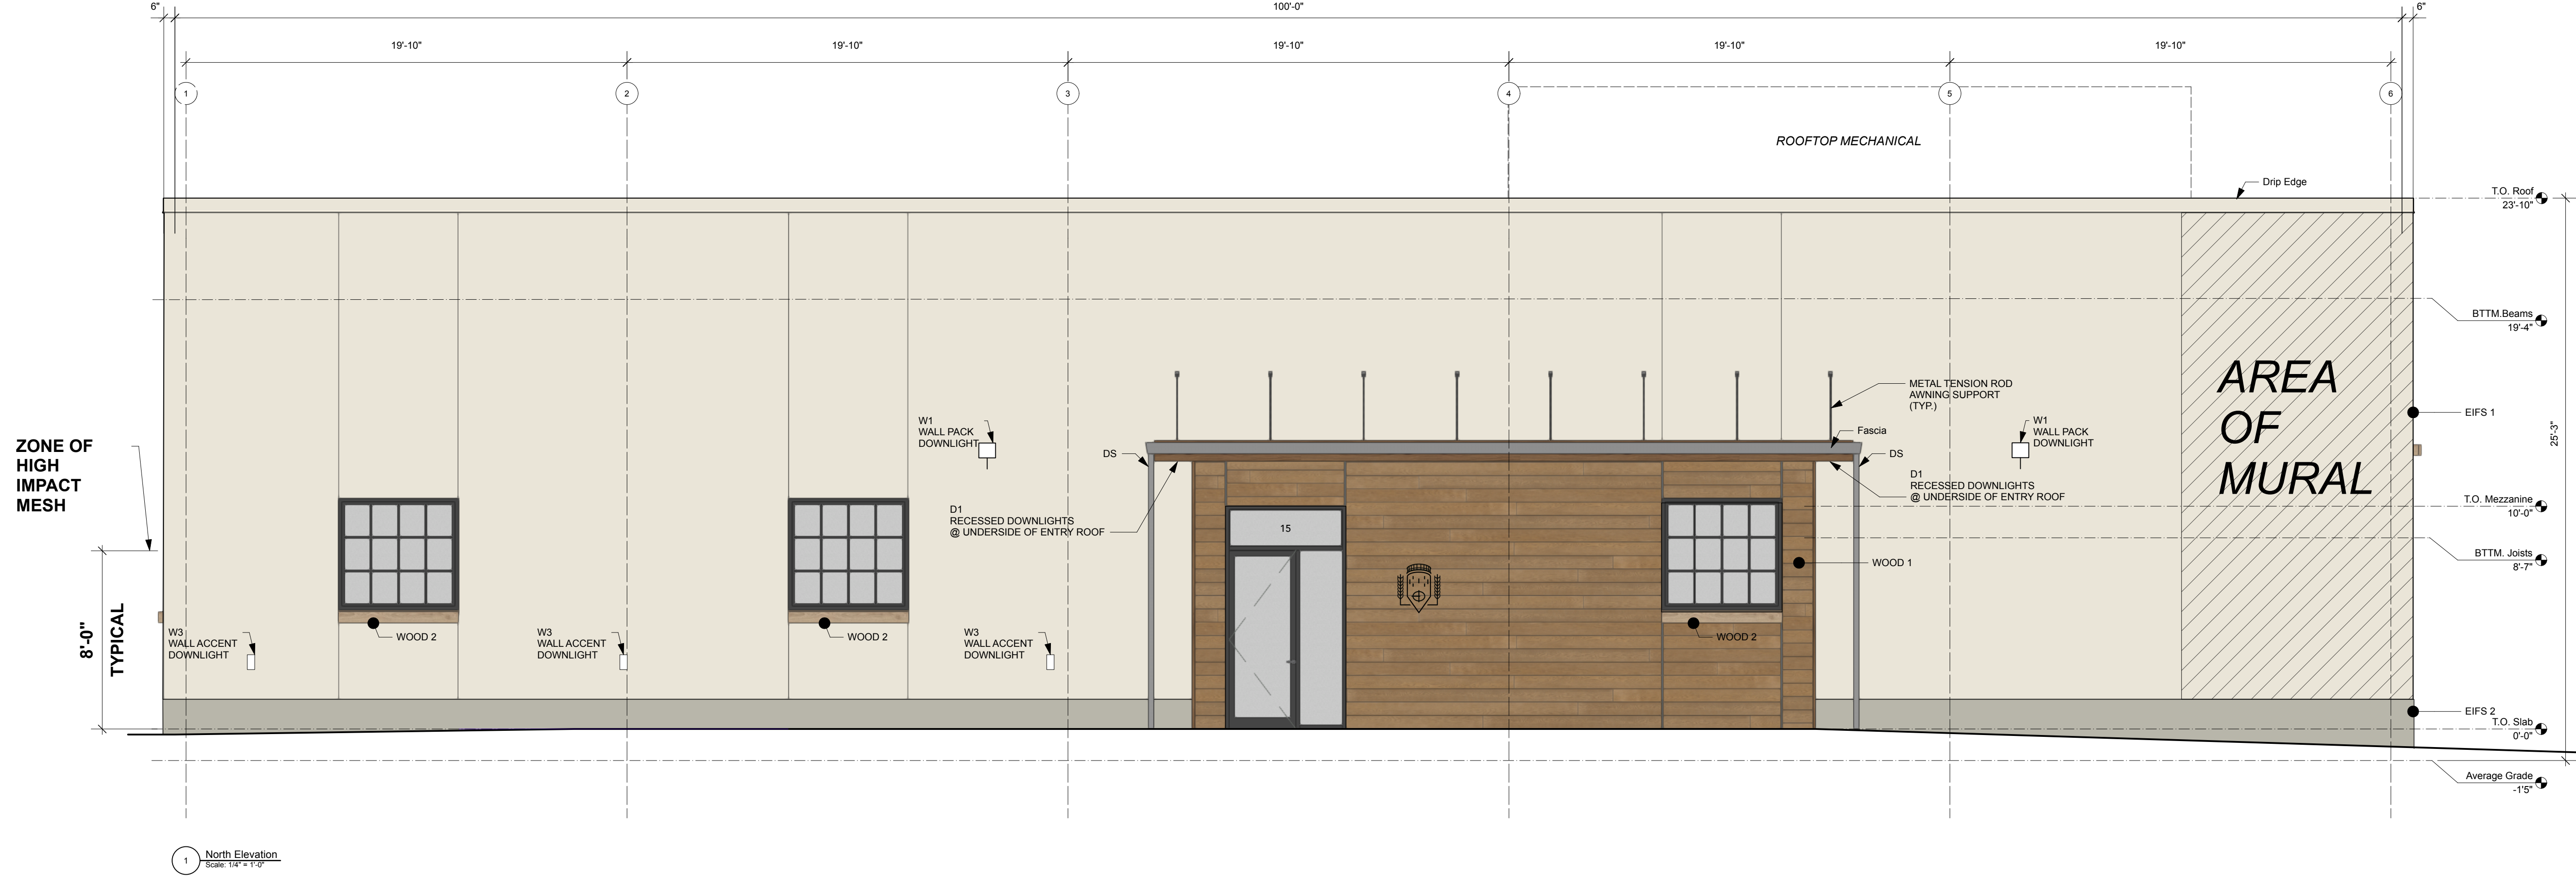 6"
100'-0"
6"
19'-10"
19'-10"
19'-10"
19'-10"
19'-10"
1
2
3
4
5
6
ROOFTOP MECHANICAL
Drip Edge
T.O. Roof
23'-10"
BTTM.Beams
19'-4"
AREA
OF
MURAL
METAL TENSION ROD
AWNING SUPPORT
(TYP.)
EIFS 1
25'-3"
W1
WALL PACK
DOWNLIGHT
W1
WALL PACK
DOWNLIGHT
Fascia
ZONE OF
HIGH
IMPACT
MESH
DS
DS
D1
RECESSED DOWNLIGHTS
@ UNDERSIDE OF ENTRY ROOF
D1
RECESSED DOWNLIGHTS
@ UNDERSIDE OF ENTRY ROOF
T.O. Mezzanine
10'-0"
15
BTTM. Joists
8'-7"
WOOD 1
8'-0"
TYPICAL
W3
WALL ACCENT
DOWNLIGHT
WOOD 2
W3
WALL ACCENT
DOWNLIGHT
WOOD 2
W3
WALL ACCENT
DOWNLIGHT
WOOD 2
EIFS 2
T.O. Slab
0'-0"
Average Grade
-1'5"
1
North Elevation
Scale: 1/4" = 1'-0"